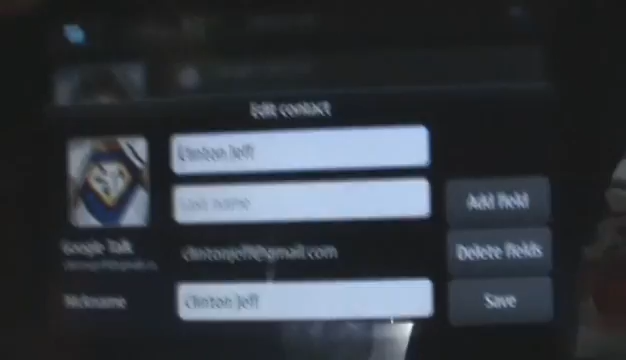 Edit contact
Clinton Jeff
Last name
Add field
Google Talk
clintonjeff@gmail.com
Delete fields
Nickname
Clinton Jeff
Save